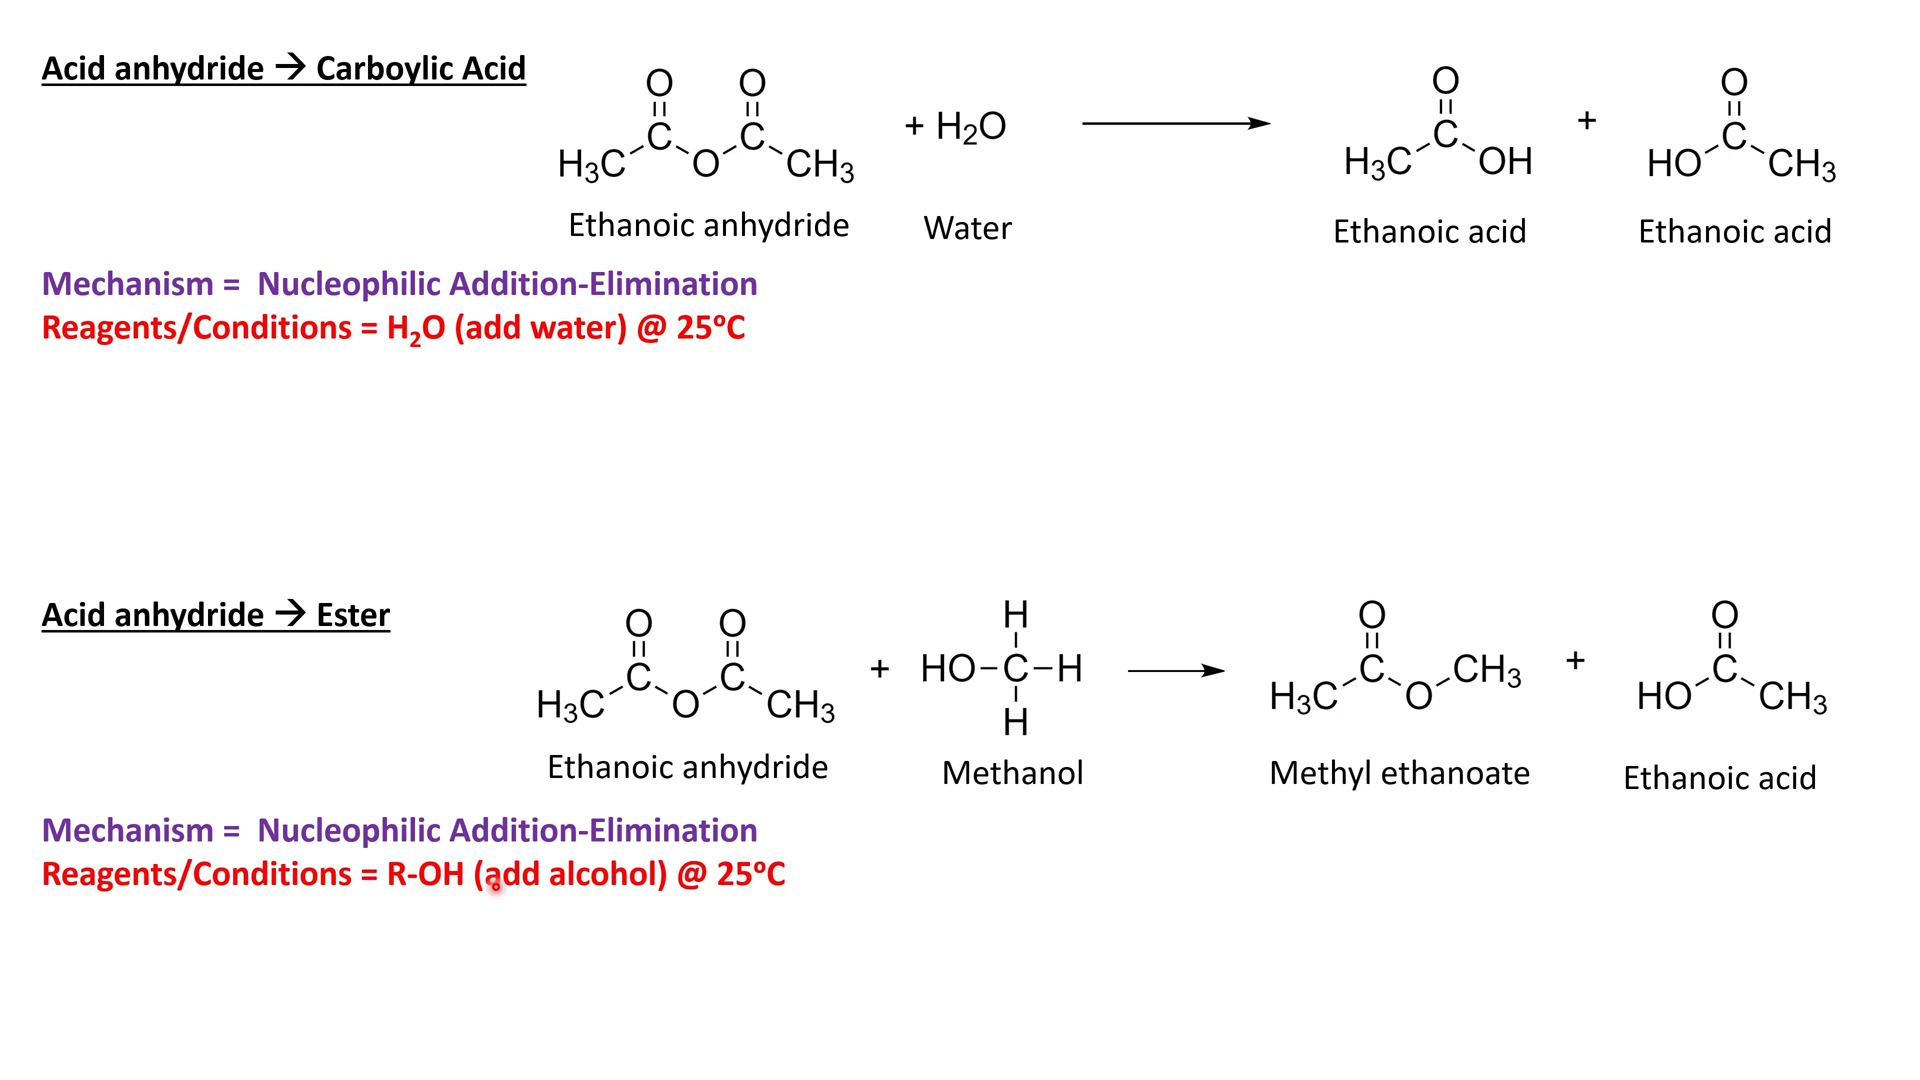 Acid anhydride → Carboylic Acid
O O O O
C C + H₂O C + C
H₃C O CH₃ H₃C OH HO CH₃
Ethanoic anhydride Water Ethanoic acid Ethanoic acid
Mechanism = Nucleophilic Addition-Elimination
Reagents/Conditions = H₂O (add water) @ 25ºC
Acid anhydride → Ester
O O H O O
C C + HO-C-H C CH₃ + C
H₃C O CH₃ H H₃C O HO CH₃
Ethanoic anhydride Methanol Methyl ethanoate Ethanoic acid
Mechanism = Nucleophilic Addition-Elimination
Reagents/Conditions = R-OH (add alcohol) @ 25ºC